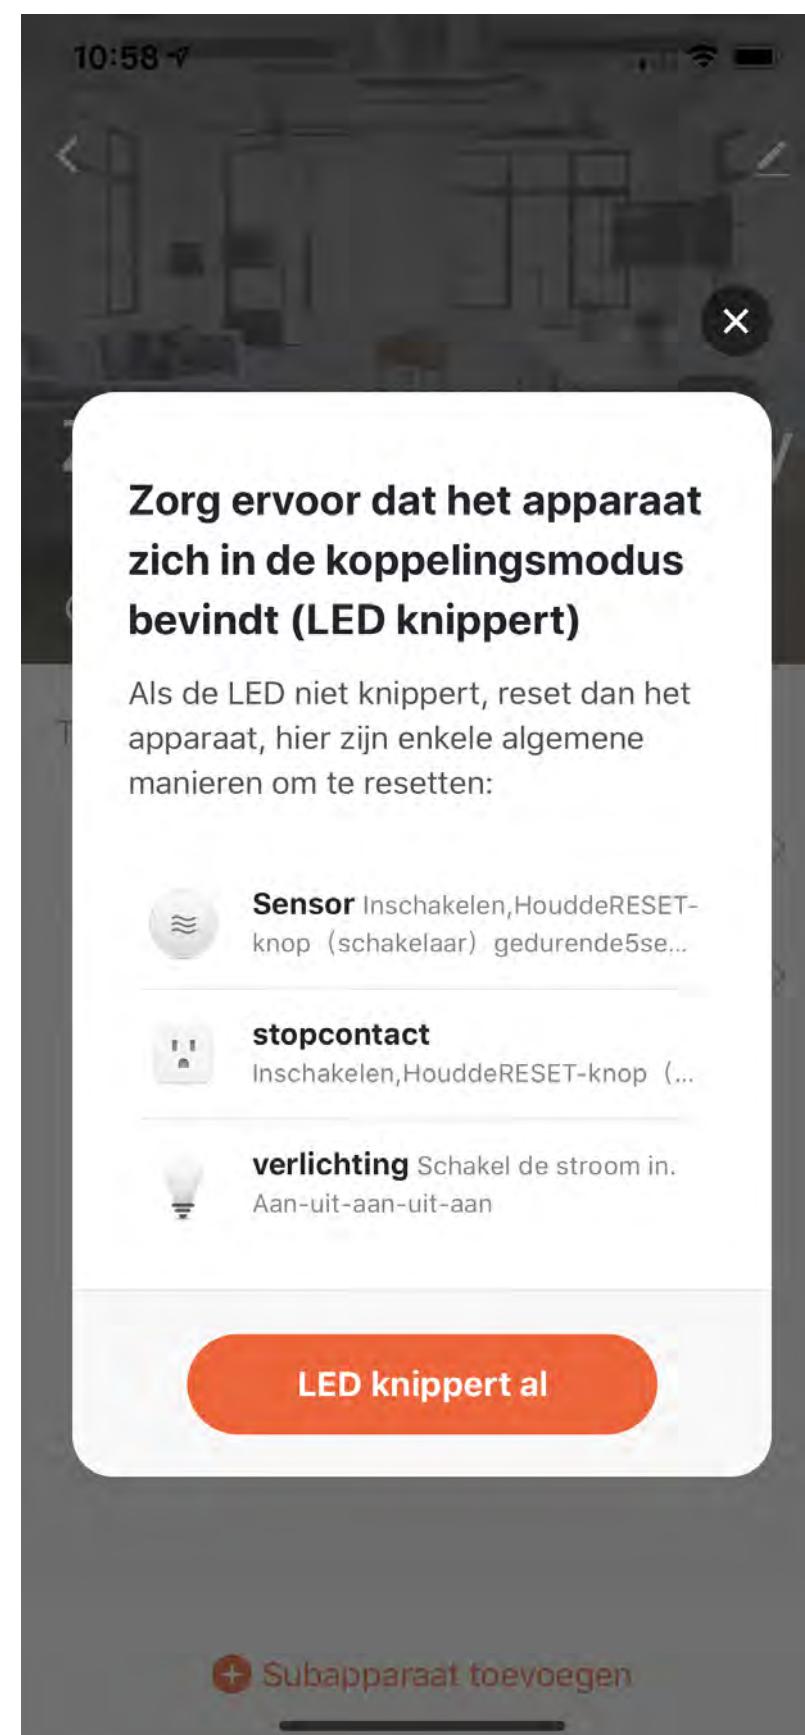 10:58
Zorg ervoor dat het apparaat
zich in de koppelingsmodus
bevindt (LED knippert)
Als de LED niet knippert, reset dan het
apparaat, hier zijn enkele algemene
manieren om te resetten:
Sensor Inschakelen,HouddeRESET-
knop（schakelaar）gedurende5se...
stopcontact
Inschakelen,HouddeRESET-knop（...
verlichting Schakel de stroom in.
Aan-uit-aan-uit-aan
LED knippert al
Subapparaat toevoegen